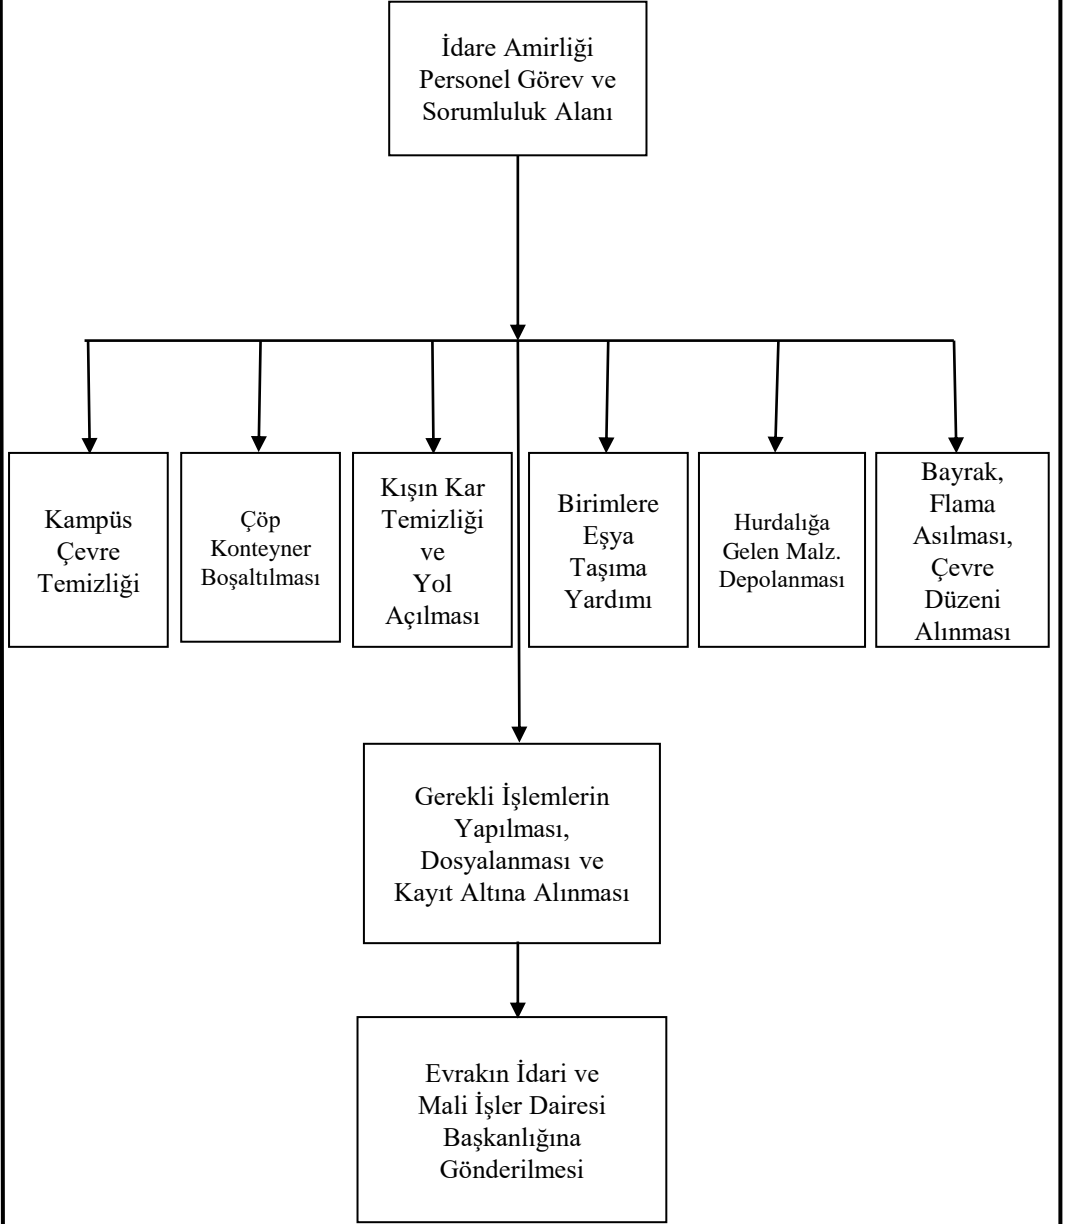 İdare Amirliği
Personel Görev ve
Sorumluluk Alanı
Kampüs
Çevre
Temizliği
Çöp
Konteyner
Boşaltılması
Kışın Kar
Temizliği
ve
Yol
Açılması
Birimlere
Eşya
Taşıma
Yardımı
Hurdalığa
Gelen Malz.
Depolanması
Bayrak,
Flama
Asılması,
Çevre
Düzeni
Alınması
Gerekli İşlemlerin
Yapılması,
Dosyalanması ve
Kayıt Altına Alınması
Evrakın İdari ve
Mali İşler Dairesi
Başkanlığına
Gönderilmesi